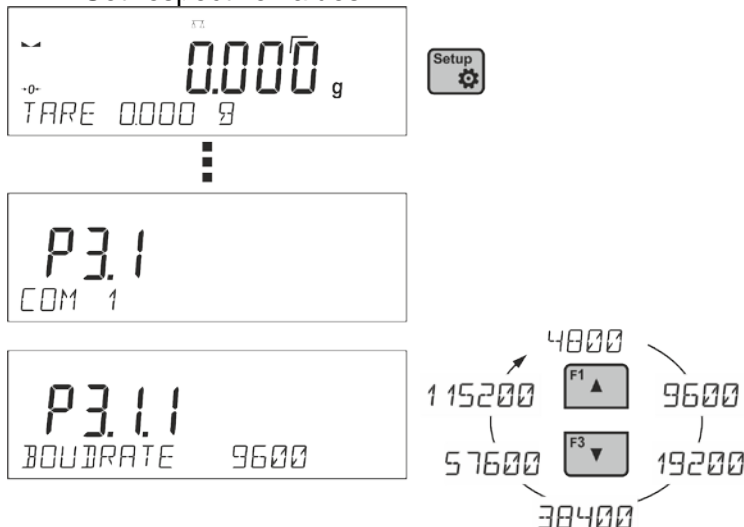 0.000 g
→0←
TARE 0.000 g
Setup
P3.1
COM 1
P3.1.1
BOUDRATE 9600
4800
115200
F1
9600
57600
F3
19200
38400